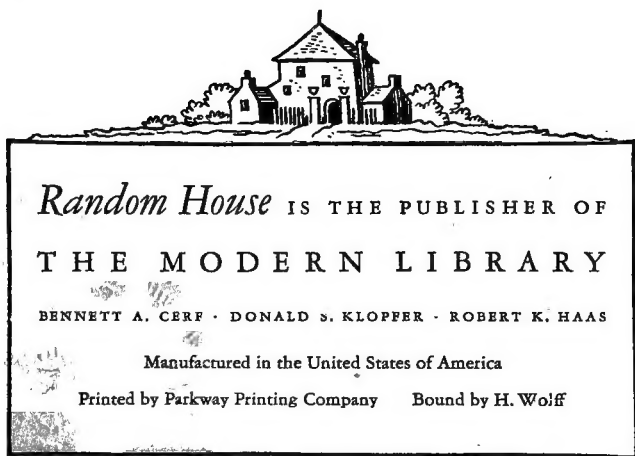 Random House IS THE PUBLISHER OF
THE MODERN LIBRARY
BENNETT A. CERF · DONALD S. KLOPFER · ROBERT K. HAAS
Manufactured in the United States of America
Printed by Parkway Printing Company Bound by H. Wolff